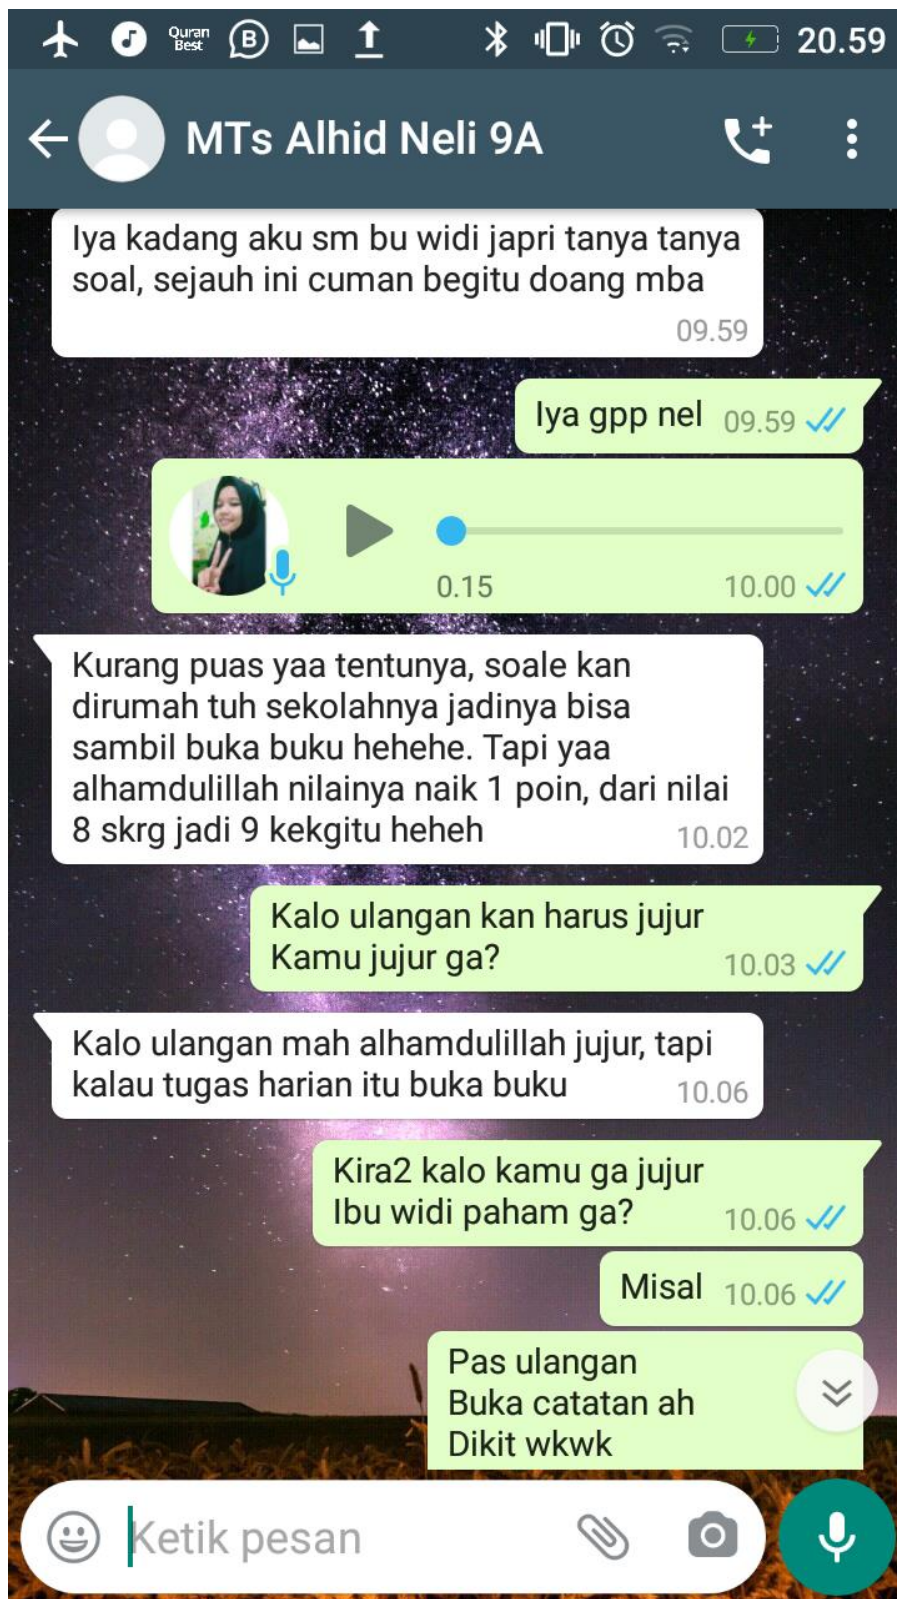 Quran
Best
B
20.59
MTs Alhid Neli 9A
Iya kadang aku sm bu widi japri tanya tanya
soal, sejauh ini cuman begitu doang mba
09.59
Iya gpp nel 09.59
0.15 10.00
Kurang puas yaa tentunya, soale kan
dirumah tuh sekolahnya jadinya bisa
sambil buka buku hehehe. Tapi yaa
alhamdulillah nilainya naik 1 poin, dari nilai
8 skrg jadi 9 kekgitu heheh 10.02
Kalo ulangan kan harus jujur
Kamu jujur ga? 10.03
Kalo ulangan mah alhamdulillah jujur, tapi
kalau tugas harian itu buka buku 10.06
Kira2 kalo kamu ga jujur
Ibu widi paham ga? 10.06
Misal 10.06
Pas ulangan
Buka catatan ah
Dikit wkwk
Ketik pesan